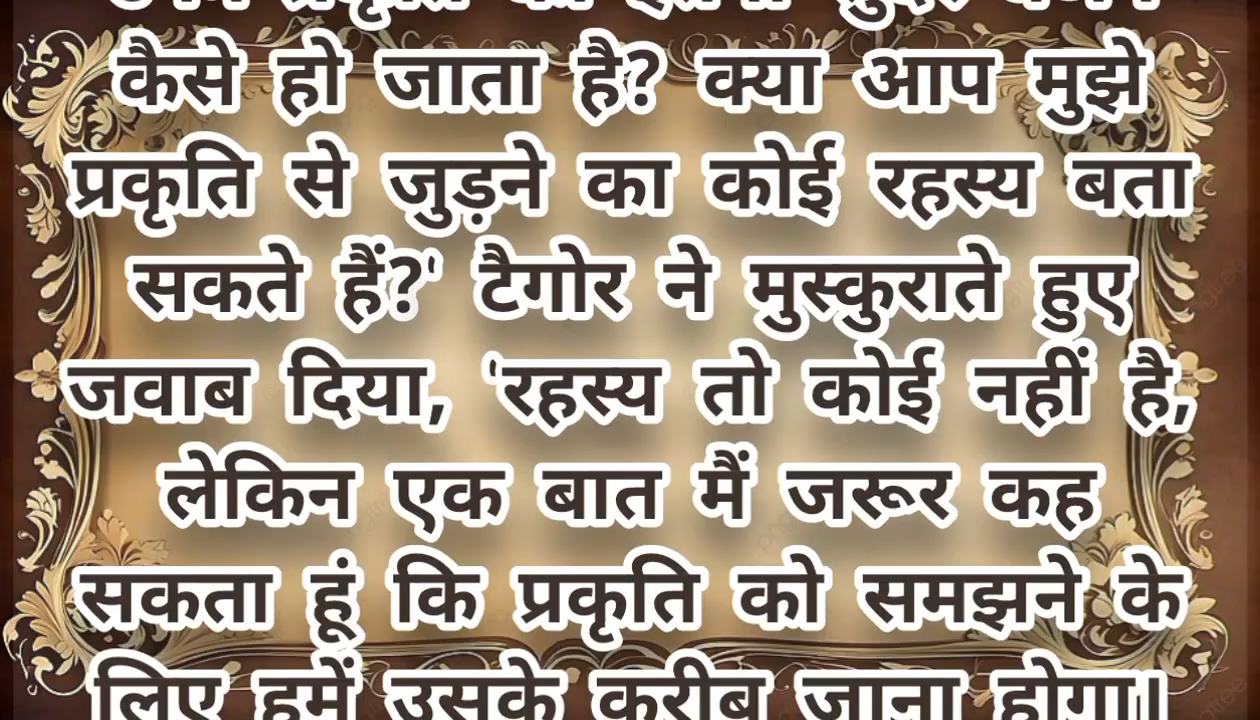 कैसे हो जाता है? क्या आप मुझे
प्रकृति से जुड़ने का कोई रहस्य बता
सकते हैं?' टैगोर ने मुस्कुराते हुए
जवाब दिया, 'रहस्य तो कोई नहीं है,
लेकिन एक बात मैं जरूर कह
सकता हूं कि प्रकृति को समझने के
लिए हमें उसके करीब जाना होगा।